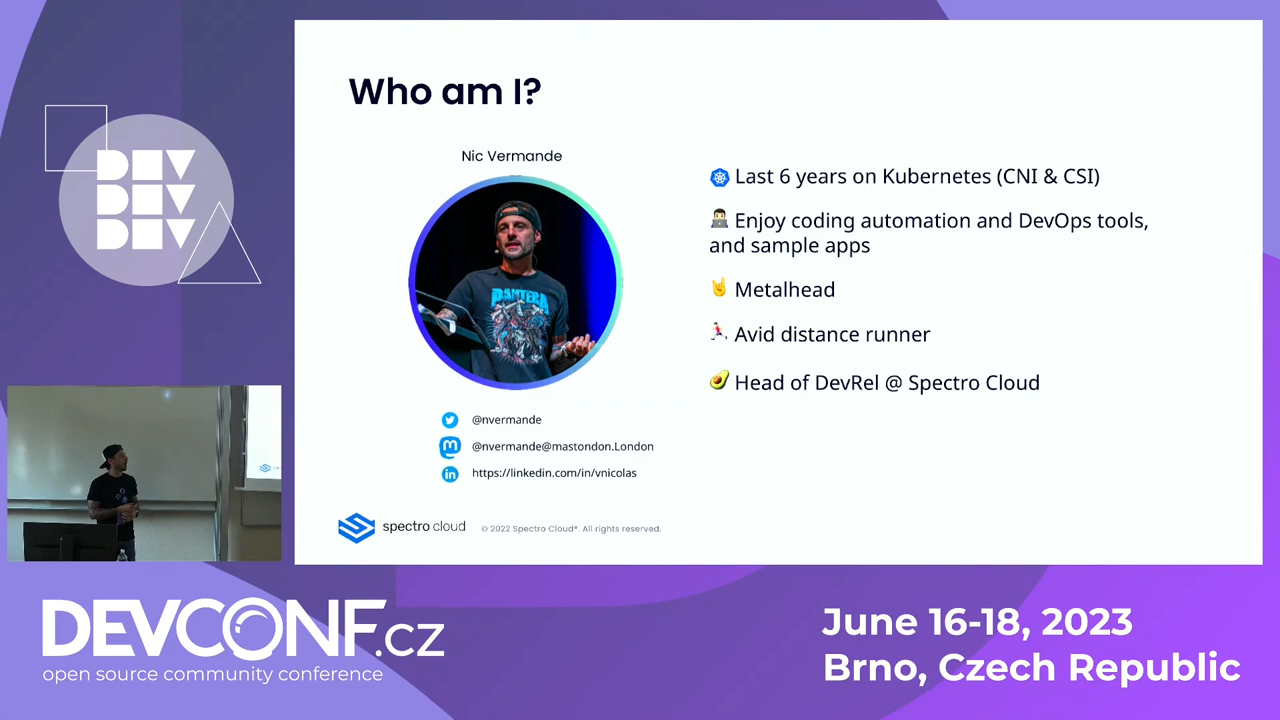 DEV
DEV
DEV
Who am I?
Nic Vermande
PANTERA
@nvermande
@nvermande@mastondon.London
in
https://linkedin.com/in/vnicolas
Last 6 years on Kubernetes (CNI & CSI)
Enjoy coding automation and DevOps tools,
and sample apps
Metalhead
Avid distance runner
Head of DevRel @ Spectro Cloud
spectro cloud
© 2022 Spectro Cloud®. All rights reserved.
DEVCONF.cz
open source community conference
June 16-18, 2023
Brno, Czech Republic